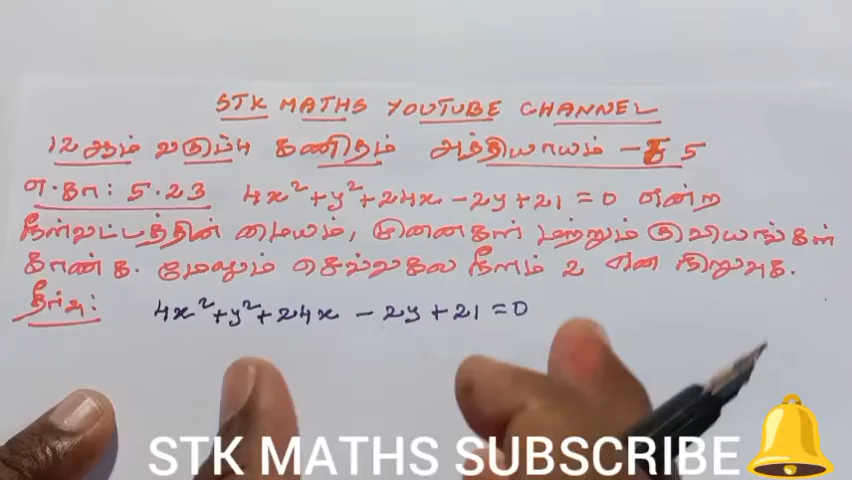 STK MATHS YOUTUBE CHANNEL
12 ஆம் வகுப்பு கணிதம் அத்தியாயம் - 5
எ.கா: 5.23 4x²+y²+24x-2y+21=0 என்ற
நீள்வட்டத்தின் மையம், முனைகள் மற்றும் குவியங்கள்
காண்க. மேலும் செவ்வகல நீளம் 2 என நிறுவுக.
தீர்வு: 4x²+y²+24x-2y+21=0
STK MATHS SUBSCRIBE